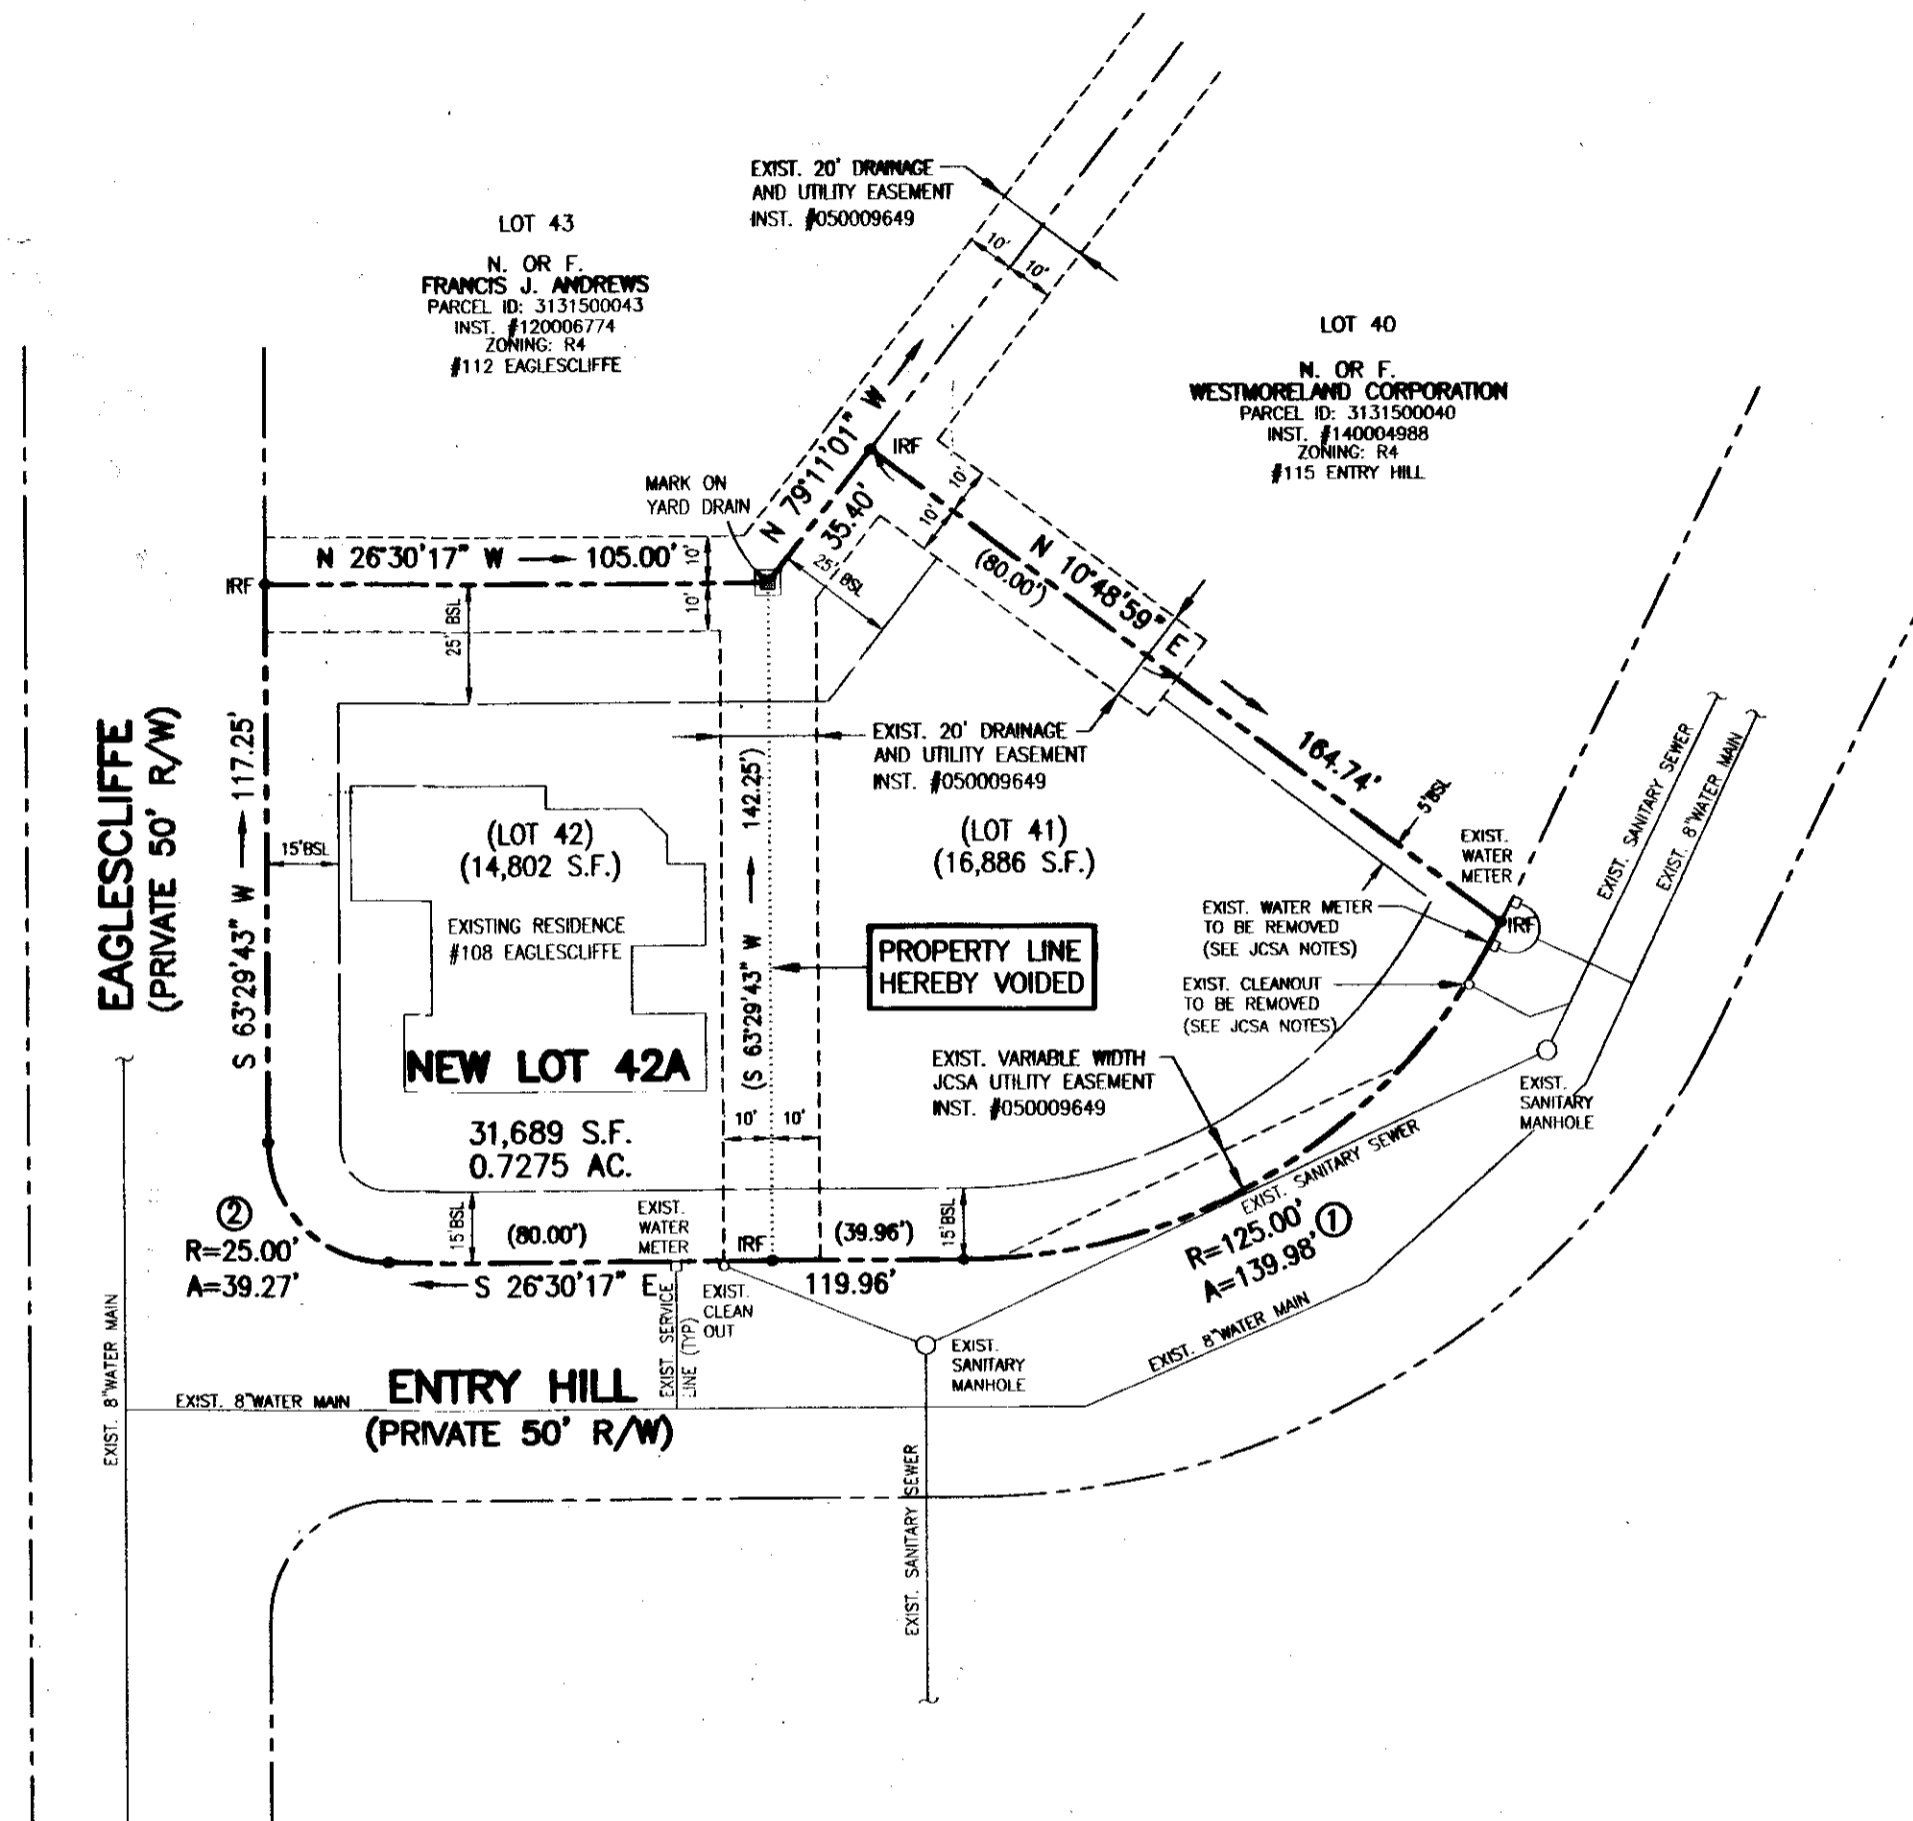 EXIST. 20' DRAINAGE
AND UTILITY EASEMENT
INST. #050009649
LOT 43
N. OR F.
FRANCIS J. ANDREWS
PARCEL ID: 3131500043
INST. #120006774
ZONING: R4
#112 EAGLESCLIFFE
10'
10'
LOT 40
N. OR F.
WESTMORELAND CORPORATION
PARCEL ID: 3131500040
INST. #140004988
ZONING: R4
#115 ENTRY HILL
IRF
MARK ON
YARD DRAIN
N 79°11'01" W
35.40'
10'
10'
N 26°30'17" W
105.00'
10'
10'
IRF
25' BSL
25' BSL
N 10°48'59" E
(80.00')
164.74'
5'BSL
EAGLESCLIFFE
(PRIVATE 50' R/W)
S 63°29'43" W
117.25'
15'BSL
EXIST. 20' DRAINAGE
AND UTILITY EASEMENT
INST. #050009649
(LOT 42)
(14,802 S.F.)
(LOT 41)
(16,886 S.F.)
EXISTING RESIDENCE
#108 EAGLESCLIFFE
(S 63°29'43" W
142.25')
PROPERTY LINE
HEREBY VOIDED
EXIST.
WATER
METER
EXIST. SANITARY SEWER
EXIST. 8"WATER MAIN
EXIST. WATER METER
TO BE REMOVED
(SEE JCSA NOTES)
IRF
EXIST. CLEANOUT
TO BE REMOVED
(SEE JCSA NOTES)
NEW LOT 42A
31,689 S.F.
0.7275 AC.
EXIST. VARIABLE WIDTH
JCSA UTILITY EASEMENT
INST. #050009649
EXIST.
SANITARY
MANHOLE
10'
10'
2
R=25.00'
A=39.27'
15'BSL
(80.00')
EXIST.
WATER
METER
IRF
(39.96')
15'BSL
EXIST. SANITARY SEWER
R=125.00'
1
A=139.98'
S 26°30'17" E
119.96'
EXIST.
CLEAN
OUT
EXIST. SERVICE
LINE (TYP)
EXIST.
SANITARY
MANHOLE
EXIST. 8"WATER MAIN
EXIST. 8"WATER MAIN
EXIST. 8"WATER MAIN
ENTRY HILL
(PRIVATE 50' R/W)
EXIST. SANITARY SEWER